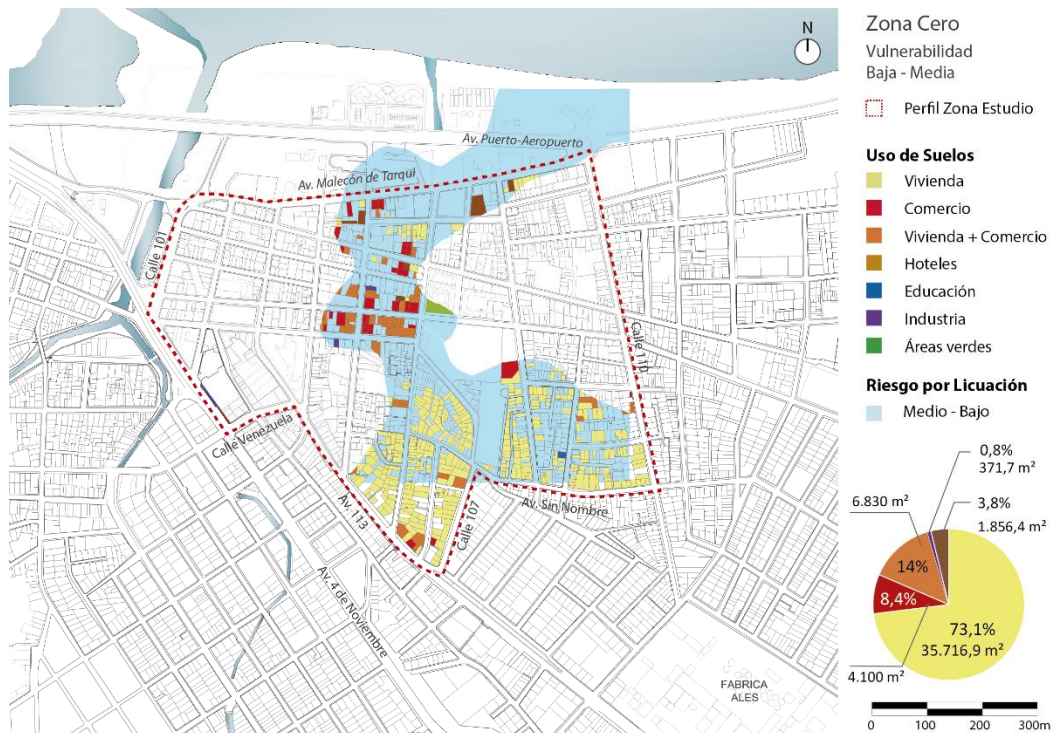 N
Av. Puerto-Aeropuerto
Av. Malecón de Tarqui
Calle 101
Calle 110
Calle Venezuela
Av. 113
Calle 107
Av. Sin Nombre
Av. 4 de Noviembre
FABRICA
ALES
Zona Cero
Vulnerabilidad
Baja - Media
Perfil Zona Estudio
Uso de Suelos
Vivienda
Comercio
Vivienda + Comercio
Hoteles
Educación
Industria
Áreas verdes
Riesgo por Licuación
Medio - Bajo
0,8%
371,7 m²
6.830 m²
3,8%
1.856,4 m²
14%
8,4%
73,1%
35.716,9 m²
4.100 m²
0 100 200 300m